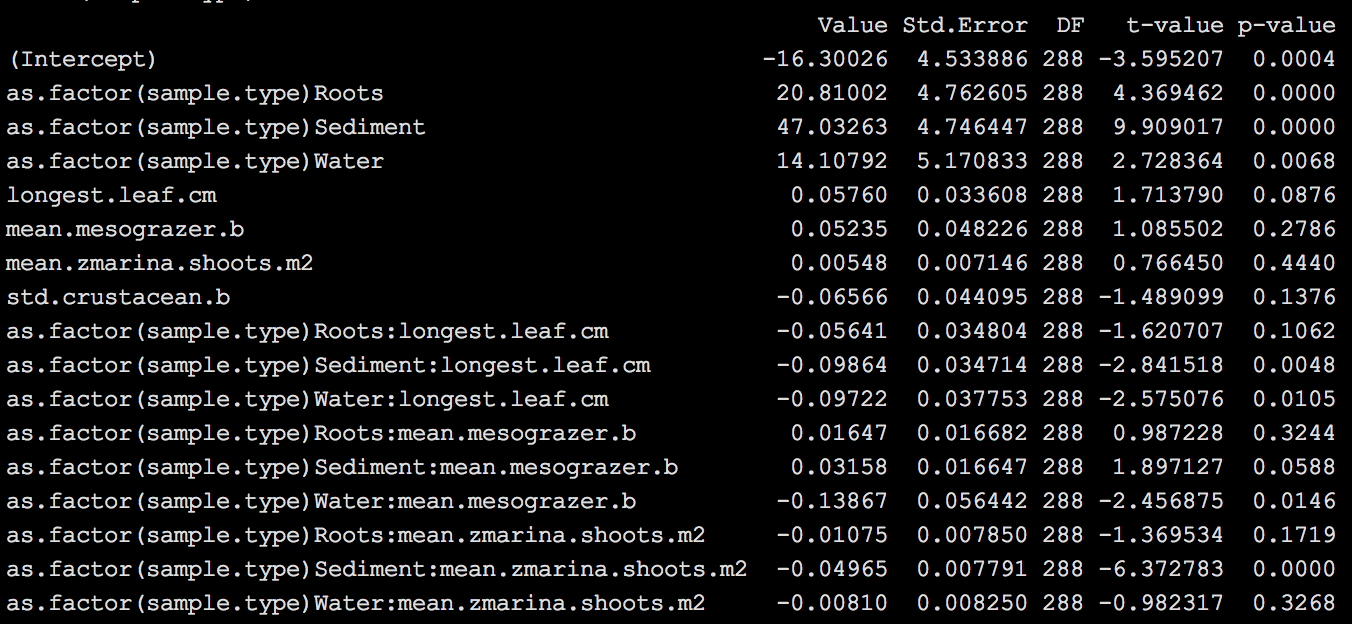 Value Std.Error DF t-value p-value
(Intercept) -16.30026 4.533886 288 -3.595207 0.0004
as.factor(sample.type)Roots 20.81002 4.762605 288 4.369462 0.0000
as.factor(sample.type)Sediment 47.03263 4.746447 288 9.909017 0.0000
as.factor(sample.type)Water 14.10792 5.170833 288 2.728364 0.0068
longest.leaf.cm 0.05760 0.033608 288 1.713790 0.0876
mean.mesograzer.b 0.05235 0.048226 288 1.085502 0.2786
mean.zmarina.shoots.m2 0.00548 0.007146 288 0.766450 0.4440
std.crustacean.b -0.06566 0.044095 288 -1.489099 0.1376
as.factor(sample.type)Roots:longest.leaf.cm -0.05641 0.034804 288 -1.620707 0.1062
as.factor(sample.type)Sediment:longest.leaf.cm -0.09864 0.034714 288 -2.841518 0.0048
as.factor(sample.type)Water:longest.leaf.cm -0.09722 0.037753 288 -2.575076 0.0105
as.factor(sample.type)Roots:mean.mesograzer.b 0.01647 0.016682 288 0.987228 0.3244
as.factor(sample.type)Sediment:mean.mesograzer.b 0.03158 0.016647 288 1.897127 0.0588
as.factor(sample.type)Water:mean.mesograzer.b -0.13867 0.056442 288 -2.456875 0.0146
as.factor(sample.type)Roots:mean.zmarina.shoots.m2 -0.01075 0.007850 288 -1.369534 0.1719
as.factor(sample.type)Sediment:mean.zmarina.shoots.m2 -0.04965 0.007791 288 -6.372783 0.0000
as.factor(sample.type)Water:mean.zmarina.shoots.m2 -0.00810 0.008250 288 -0.982317 0.3268